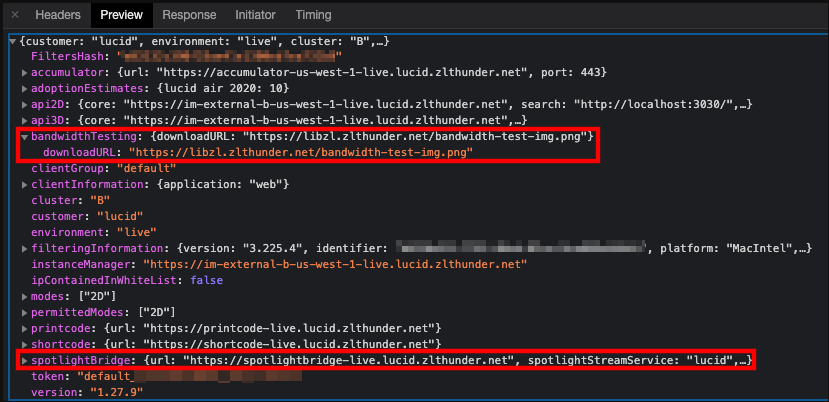 × Headers Preview Response Initiator Timing
▼{customer: "lucid", environment: "live", cluster: "B",…}
FiltersHash: "
▶accumulator: {url: "https://accumulator-us-west-1-live.lucid.zlthunder.net", port: 443}
▶adoptionEstimates: {lucid air 2020: 10}
▶api2D: {core: "https://im-external-b-us-west-1-live.lucid.zlthunder.net", search: "http://localhost:3030/",…}
▶api3D: {core: "https://im-external-b-us-west-1-live.lucid.zlthunder.net",…}
▼bandwidthTesting: {downloadURL: "https://libzl.zlthunder.net/bandwidth-test-img.png"}
downloadURL: "https://libzl.zlthunder.net/bandwidth-test-img.png"
clientGroup: "default"
▶clientInformation: {application: "web"}
cluster: "B"
customer: "lucid"
environment: "live"
▶filteringInformation: {version: "3.225.4", identifier: ", platform: "MacIntel",…}
instanceManager: "https://im-external-b-us-west-1-live.lucid.zlthunder.net"
ipContainedInWhiteList: false
▶modes: ["2D"]
▶permittedModes: ["2D"]
▶printcode: {url: "https://printcode-live.lucid.zlthunder.net"}
▶shortcode: {url: "https://shortcode-live.lucid.zlthunder.net"}
▶spotlightBridge: {url: "https://spotlightbridge-live.lucid.zlthunder.net", spotlightStreamService: "lucid",…}
token: "default_
version: "1.27.9"